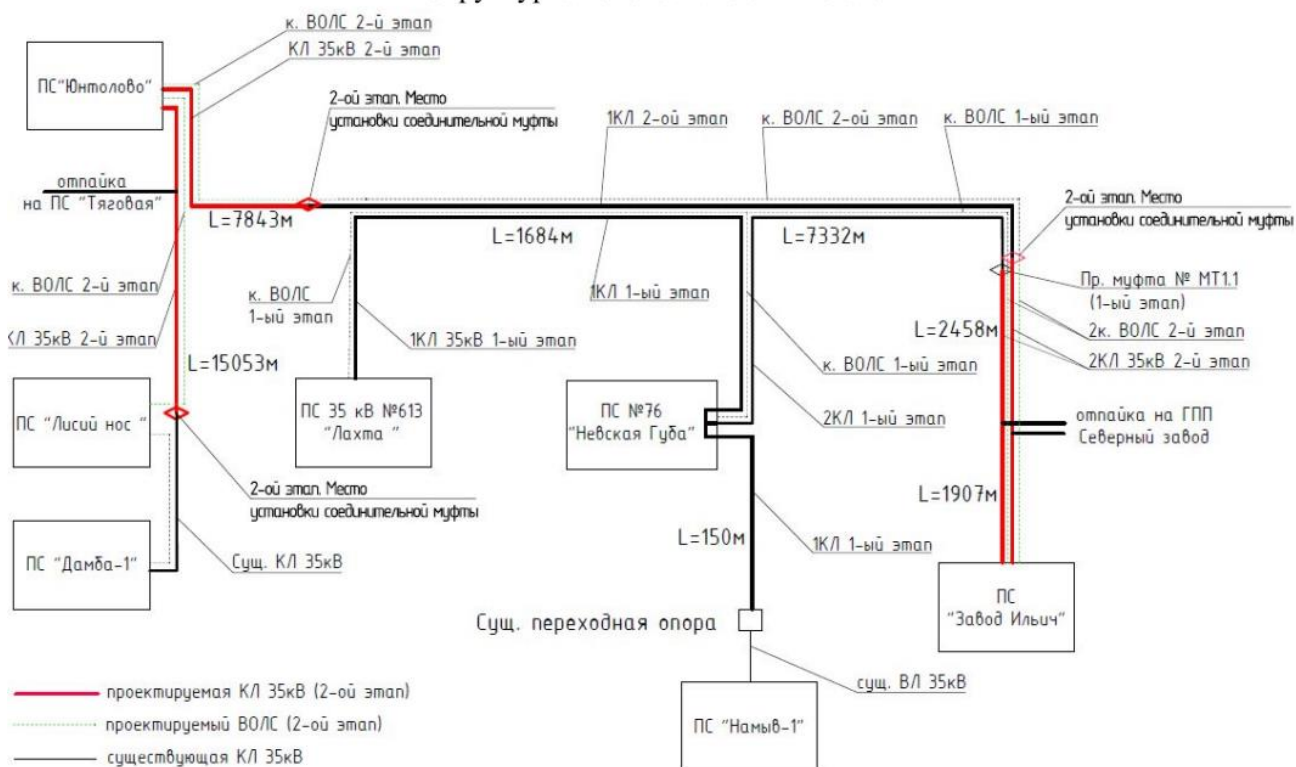 к. ВОЛС 2-й этап
КЛ 35кВ 2-й этап
ПС"Юнтолово"
2-ой этап. Место
установки соединительной муфты
1КЛ 2-ой этап
к. ВОЛС 2-ой этап
к. ВОЛС 1-ый этап
отпайка
на ПС "Тяговая"
L=7843м
L=1684м
L=7332м
2-ой этап. Место
установки соединительной муфты
к. ВОЛС 2-й этап
к. ВОЛС
1-ый этап
1КЛ 1-ый этап
Пр. муфта № МТ1.1
(1-ый этап)
КЛ 35кВ 2-й этап
1КЛ 35кВ 1-ый этап
L=2458м
2к. ВОЛС 2-й этап
L=15053м
к. ВОЛС 1-ый этап
2КЛ 35кВ 2-й этап
ПС "Лисий нос "
ПС 35 кВ №613
"Лахта "
ПС №76
"Невская Губа"
2КЛ 1-ый этап
отпайка на ГПП
Северный завод
2-ой этап. Место
установки соединительной муфты
L=1907м
ПС "Дамба-1"
Сущ. КЛ 35кВ
L=150м
1КЛ 1-ый этап
ПС
"Завод Ильич"
Сущ. переходная опора
сущ. ВЛ 35кВ
ПС "Намыв-1"
проектируемая КЛ 35кВ (2-ой этап)
проектируемый ВОЛС (2-ой этап)
существующая КЛ 35кВ